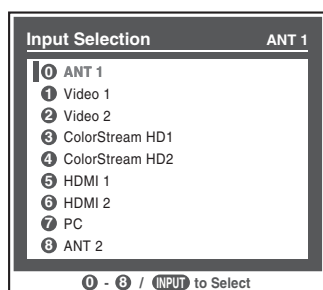 Input Selection ANT 1
0 ANT 1
1 Video 1
2 Video 2
3 ColorStream HD1
4 ColorStream HD2
5 HDMI 1
6 HDMI 2
7 PC
8 ANT 2
0 - 8 / INPUT to Select